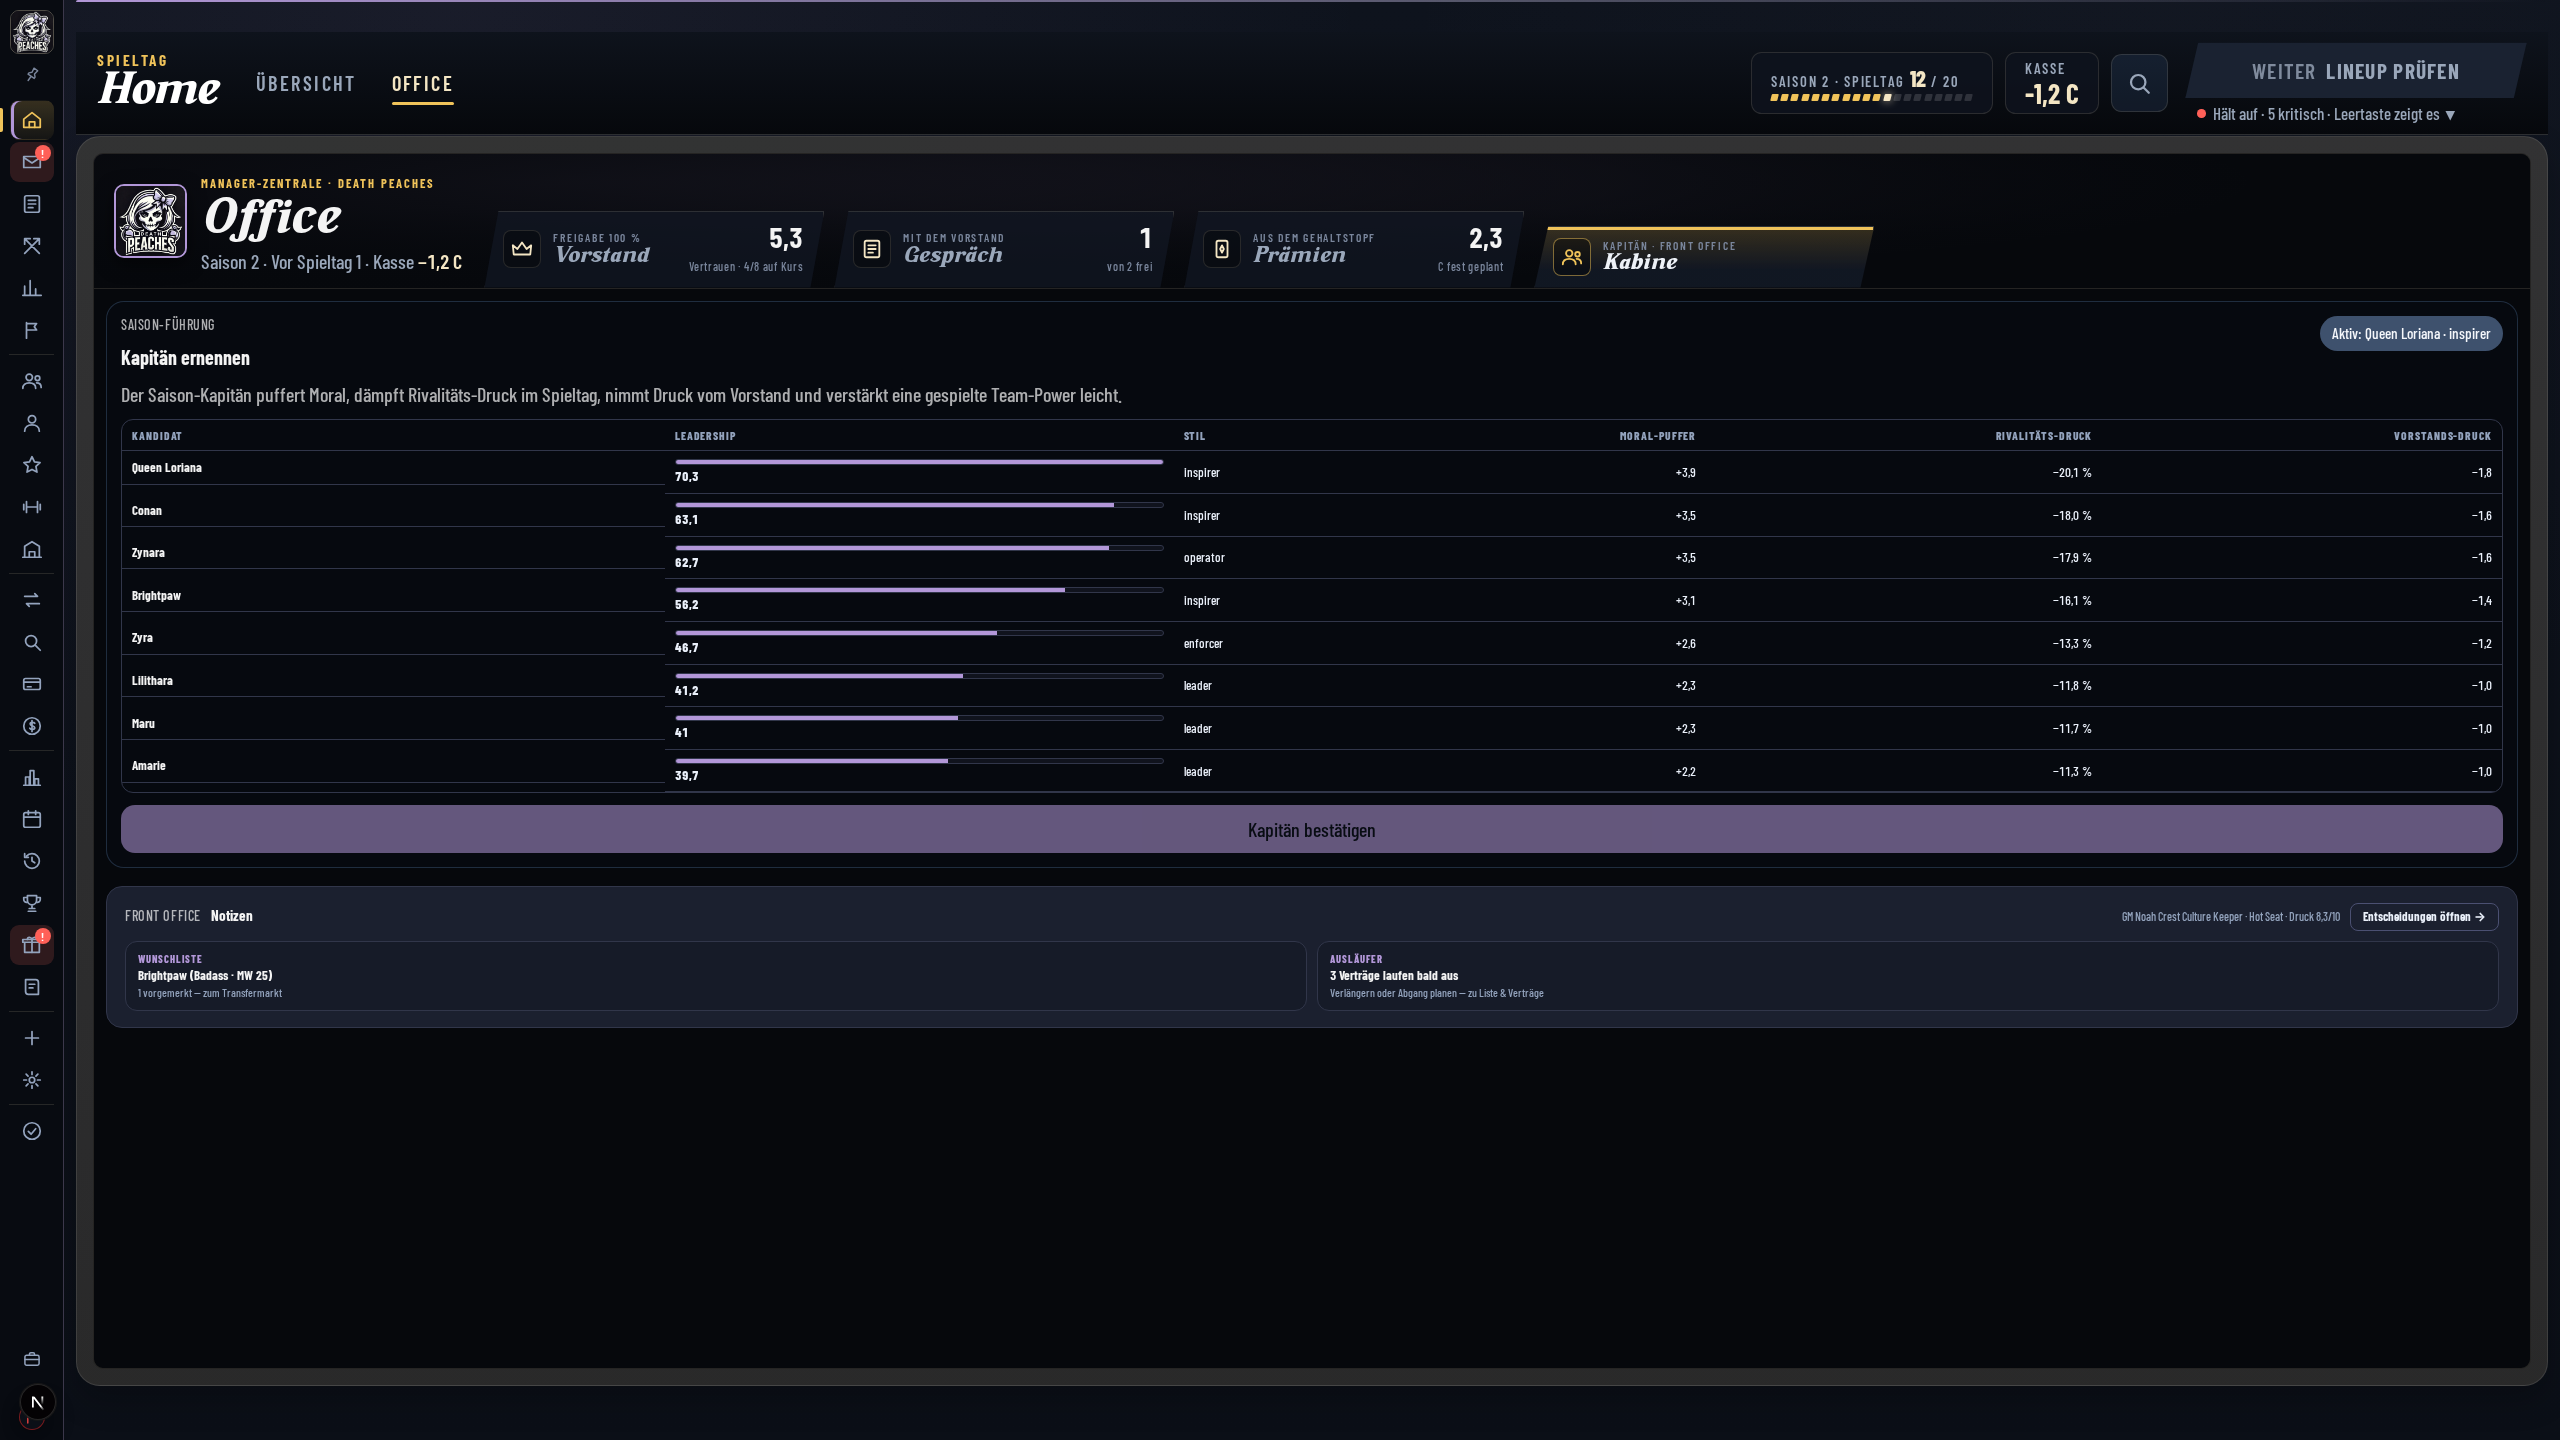 SPIELTAG
Home
ÜBERSICHT
OFFICE
SAISON 2 · SPIELTAG 12 / 20
KASSE
-1,2 C
WEITER LINEUP PRÜFEN
Hält auf · 5 kritisch · Leertaste zeigt es ▼
MANAGER-ZENTRALE · DEATH PEACHES
Office
Saison 2 · Vor Spieltag 1 · Kasse −1,2 C
FREIGABE 100 %
Vorstand
5,3
Vertrauen · 4/8 auf Kurs
MIT DEM VORSTAND
Gespräch
1
von 2 frei
AUS DEM GEHALTSTOPF
Prämien
2,3
C fest geplant
KAPITÄN · FRONT OFFICE
Kabine
SAISON-FÜHRUNG
Kapitän ernennen
Aktiv: Queen Loriana · inspirer
Der Saison-Kapitän puffert Moral, dämpft Rivalitäts-Druck im Spieltag, nimmt Druck vom Vorstand und verstärkt eine gespielte Team-Power leicht.
KANDIDAT LEADERSHIP STIL MORAL-PUFFER RIVALITÄTS-DRUCK VORSTANDS-DRUCK
Queen Loriana 70,3 inspirer +3,9 −20,1 % −1,8
Conan 63,1 inspirer +3,5 −18,0 % −1,6
Zynara 62,7 operator +3,5 −17,9 % −1,6
Brightpaw 56,2 inspirer +3,1 −16,1 % −1,4
Zyra 46,7 enforcer +2,6 −13,3 % −1,2
Lilithara 41,2 leader +2,3 −11,8 % −1,0
Maru 41 leader +2,3 −11,7 % −1,0
Amarie 39,7 leader +2,2 −11,3 % −1,0
Kapitän bestätigen
FRONT OFFICE Notizen
GM Noah Crest Culture Keeper · Hot Seat · Druck 8,3/10
Entscheidungen öffnen →
WUNSCHLISTE
Brightpaw (Badass · MW 25)
1 vorgemerkt — zum Transfermarkt
AUSLÄUFER
3 Verträge laufen bald aus
Verlängern oder Abgang planen — zu Liste & Verträge